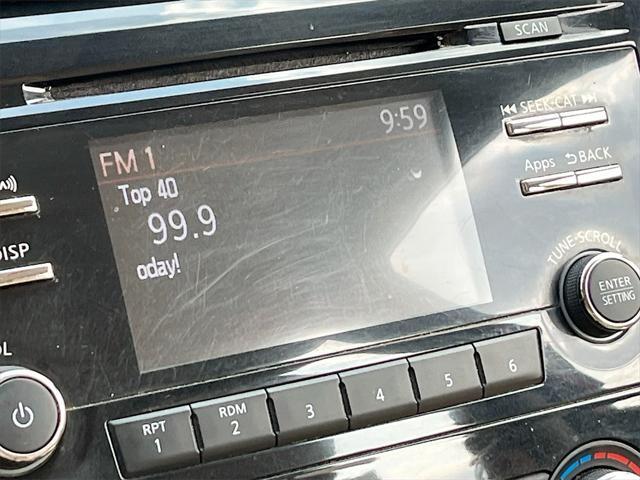 SCAN
SEEK-CAT
9:59
FM 1
Top 40
99.9
oday!
Apps BACK
DISP
TUNE-SCROLL
ENTER
SETTING
OL
RPT
1
RDM
2
3
4
5
6